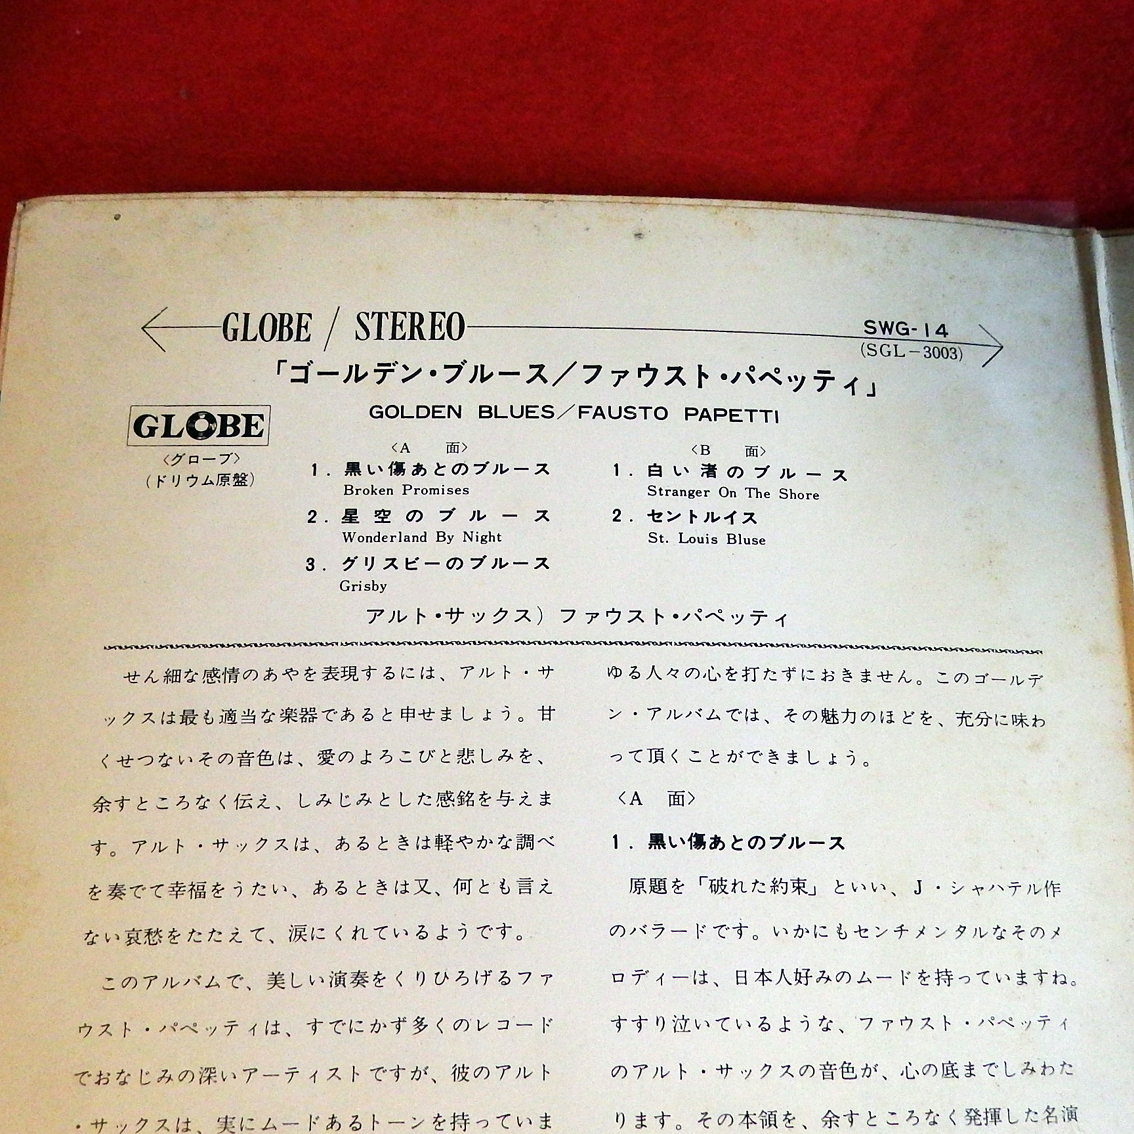 GLOBE / STEREO
SWG-14
(SGL-3003)
「ゴールデン・ブルース/ファウスト・パペッティ」
GOLDEN BLUES/FAUSTO PAPETTI
GLOBE
〈グローブ〉
(ドリウム原盤)
〈A 面〉
1. 黒い傷あとのブルース
Broken Promises
2. 星空のブルース
Wonderland By Night
3. グリスビーのブルース
Grisby
〈B 面〉
1. 白い渚のブルース
Stranger On The Shore
2. セントルイス
St. Louis Bluse
アルト・サックス) ファウスト・パペッティ
せん細な感情のあやを表現するには、アルト・サ
ックスは最も適当な楽器であると申せましょう。甘
くせつないその音色は、愛のよろこびと悲しみを、
余すところなく伝え、しみじみとした感銘を与えま
す。アルト・サックスは、あるときは軽やかな調べ
を奏でて幸福をうたい、あるときは又、何とも言え
ない哀愁をたたえて、涙にくれているようです。
このアルバムで、美しい演奏をくりひろげるファ
ウスト・パペッティは、すでにかず多くのレコード
でおなじみの深いアーティストですが、彼のアルト
・サックスは、実にムードあるトーンを持っていま
ゆる人々の心を打たずにおきません。このゴールデ
ン・アルバムでは、その魅力のほどを、充分に味わ
って頂くことができましょう。
〈A 面〉
1. 黒い傷あとのブルース
原題を「破れた約束」といい、J・シャハテル作
のバラードです。いかにもセンチメンタルなそのメ
ロディーは、日本人好みのムードを持っていますね。
すすり泣いているような、ファウスト・パペッティ
のアルト・サックスの音色が、心の底までしみわた
ります。その本領を、余すところなく発揮した名演